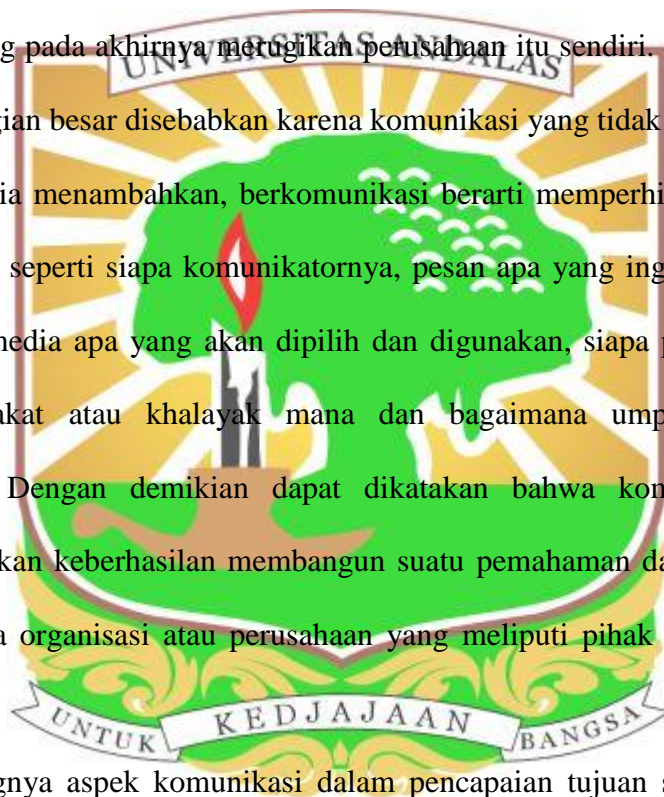 g pada akhirnya merugikan perusahaan itu sendiri.
UNIVERSITAS ANDALAS
gian besar disebabkan karena komunikasi yang tidak
ia menambahkan, berkomunikasi berarti memperhi
seperti siapa komunikatornya, pesan apa yang ing
media apa yang akan dipilih dan digunakan, siapa p
akat atau khalayak mana dan bagaimana ump
Dengan demikian dapat dikatakan bahwa kon
kan keberhasilan membangun suatu pemahaman da
a organisasi atau perusahaan yang meliputi pihak
UNTUK KEDJAJAAN BANGSA
gnya aspek komunikasi dalam pencapaian tujuan s